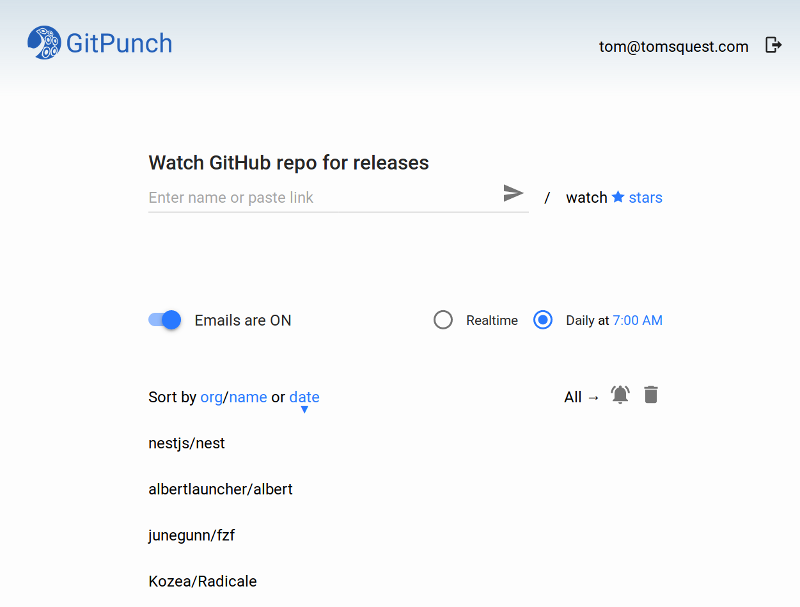 GitPunch
tom@tomsquest.com
Watch GitHub repo for releases
Enter name or paste link / watch stars
Emails are ON Realtime Daily at 7:00 AM
Sort by org/name or date All →
nestjs/nest
albertlauncher/albert
junegunn/fzf
Kozea/Radicale